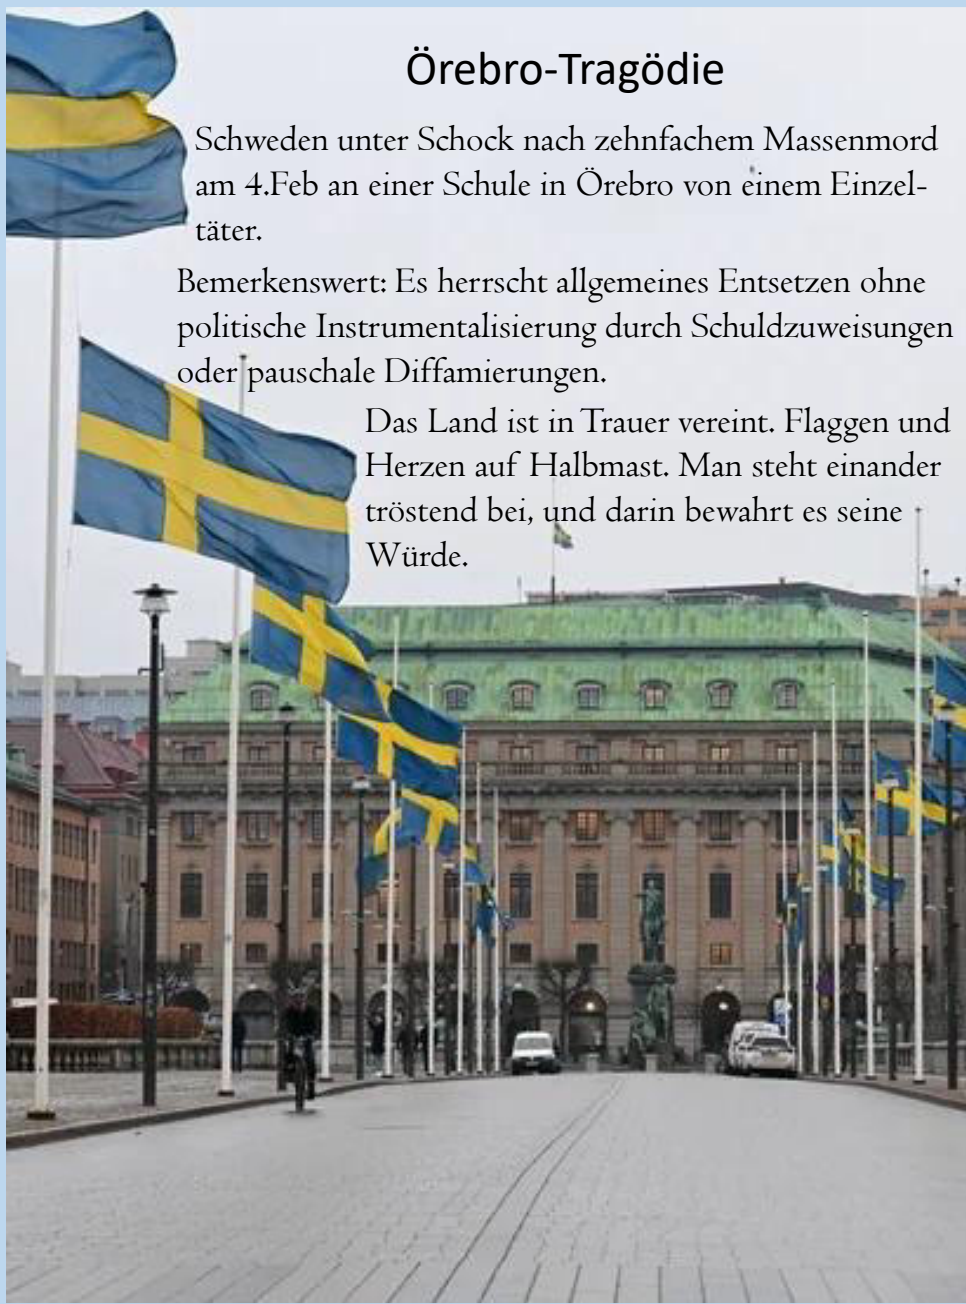 Örebro-Tragödie
Schweden unter Schock nach zehnfachem Massenmord
am 4.Feb an einer Schule in Örebro von einem Einzel-
täter.
Bemerkenswert: Es herrscht allgemeines Entsetzen ohne
politische Instrumentalisierung durch Schuldzuweisungen
oder pauschale Diffamierungen.
Das Land ist in Trauer vereint. Flaggen und
Herzen auf Halbmast. Man steht einander
tröstend bei, und darin bewahrt es seine
Würde.